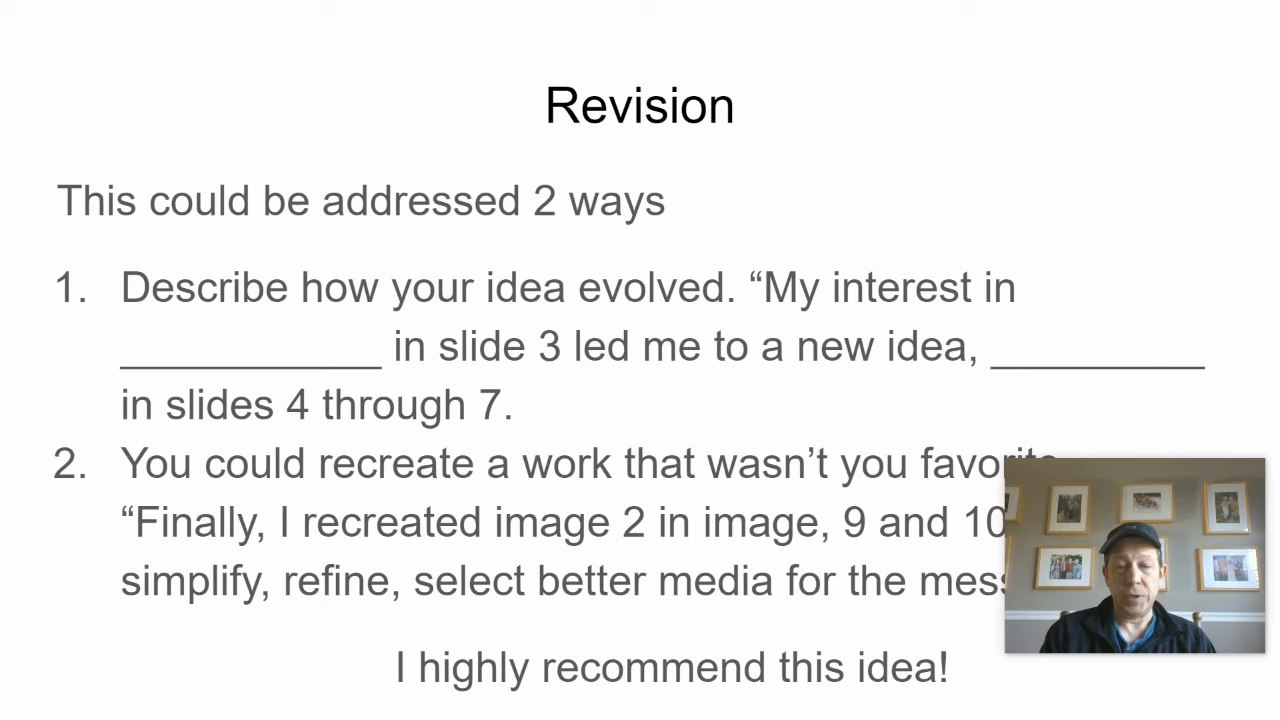 Revision
This could be addressed 2 ways
1. Describe how your idea evolved. “My interest in
___________ in slide 3 led me to a new idea, _________
in slides 4 through 7.
2. You could recreate a work that wasn’t you favorite
“Finally, I recreated image 2 in image, 9 and 10
simplify, refine, select better media for the
I highly recommend this idea!